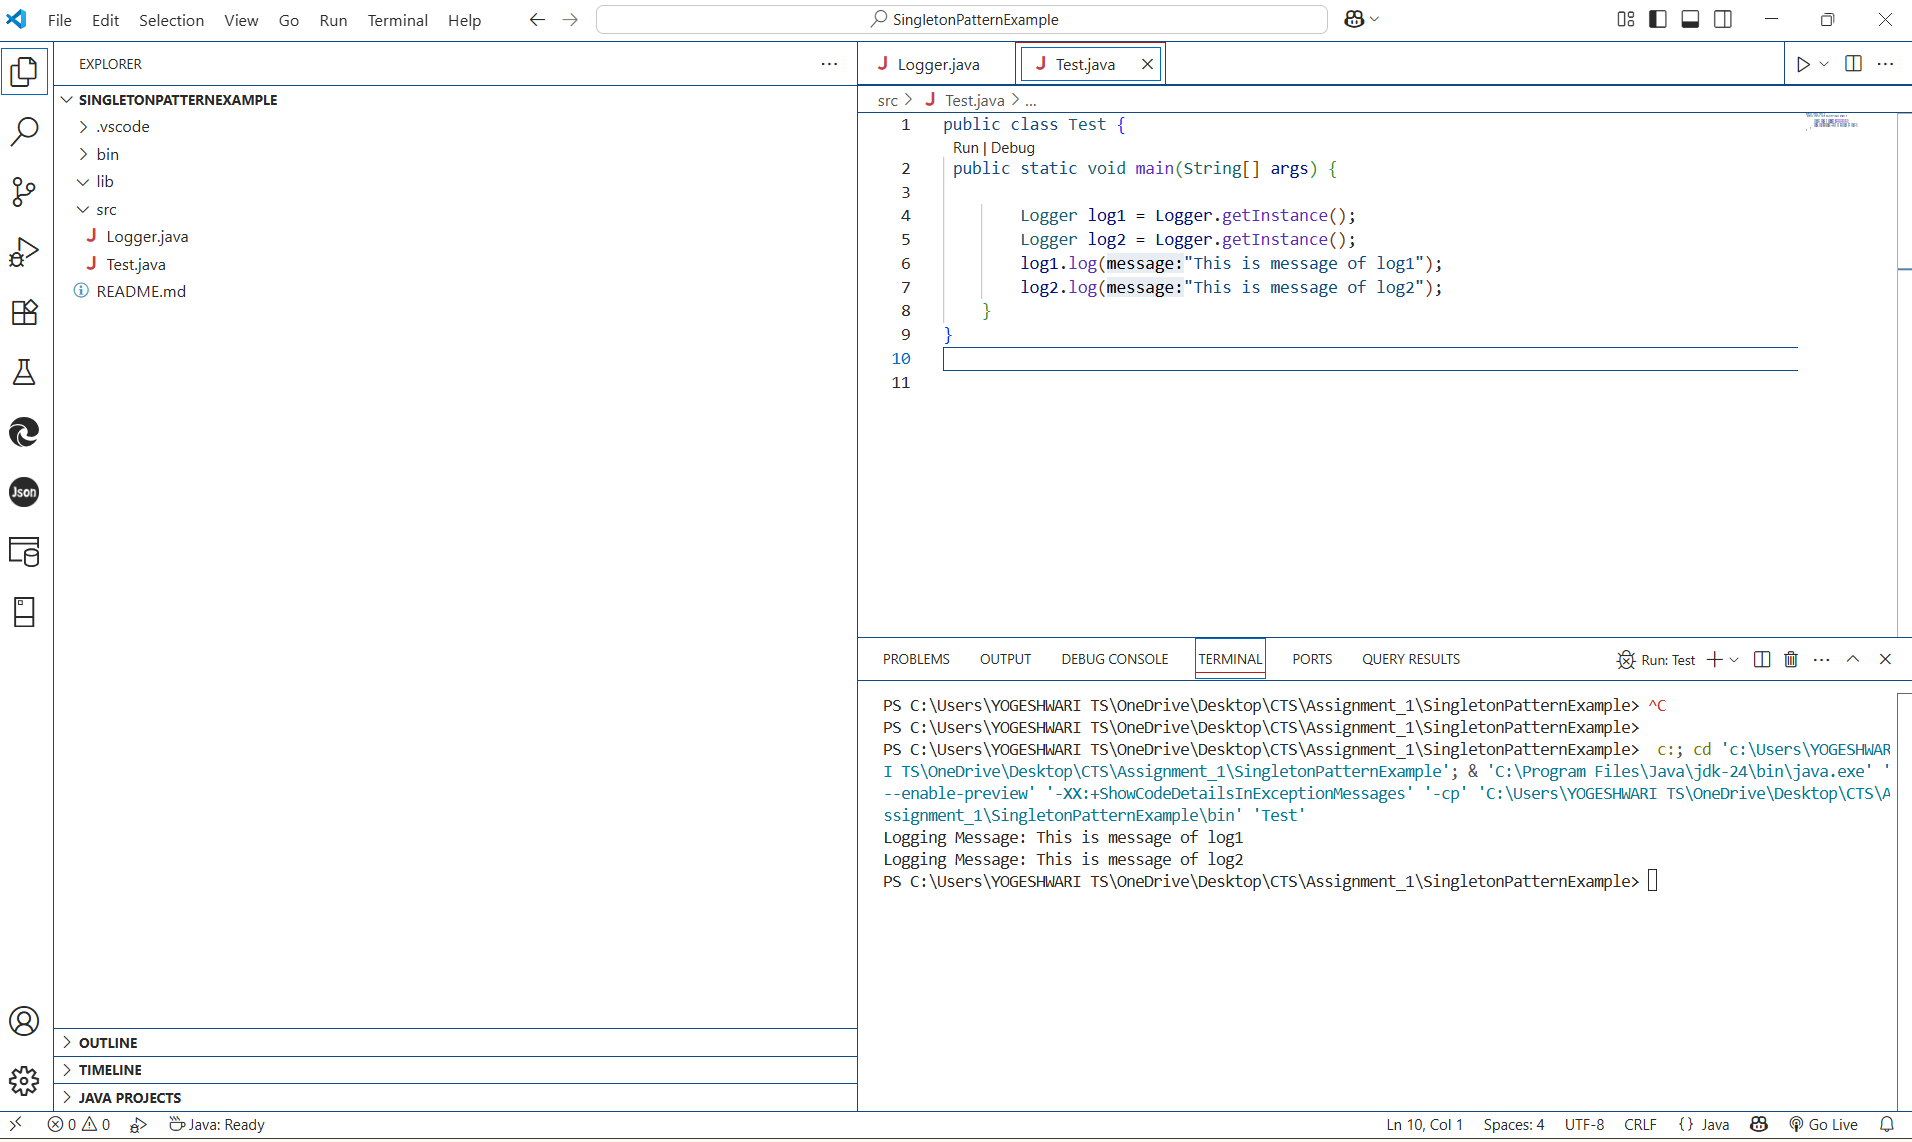 File Edit Selection View Go Run Terminal Help
SingletonPatternExample
EXPLORER
SINGLETONPATTERNEXAMPLE
.vscode
bin
lib
src
Logger.java
Test.java
README.md
Json
OUTLINE
TIMELINE
JAVA PROJECTS
Logger.java Test.java
src > Test.java > ...
1 public class Test {
Run | Debug
2 public static void main(String[] args) {
3
4 Logger log1 = Logger.getInstance();
5 Logger log2 = Logger.getInstance();
6 log1.log(message:"This is message of log1");
7 log2.log(message:"This is message of log2");
8 }
9 }
10
11
PROBLEMS OUTPUT DEBUG CONSOLE TERMINAL PORTS QUERY RESULTS Run: Test
PS C:\Users\YOGESHWARI TS\OneDrive\Desktop\CTS\Assignment_1\SingletonPatternExample> ^C
PS C:\Users\YOGESHWARI TS\OneDrive\Desktop\CTS\Assignment_1\SingletonPatternExample>
PS C:\Users\YOGESHWARI TS\OneDrive\Desktop\CTS\Assignment_1\SingletonPatternExample> c:; cd 'c:\Users\YOGESHWAR
I TS\OneDrive\Desktop\CTS\Assignment_1\SingletonPatternExample'; & 'C:\Program Files\Java\jdk-24\bin\java.exe' '
--enable-preview' '-XX:+ShowCodeDetailsInExceptionMessages' '-cp' 'C:\Users\YOGESHWARI TS\OneDrive\Desktop\CTS\A
ssignment_1\SingletonPatternExample\bin' 'Test'
Logging Message: This is message of log1
Logging Message: This is message of log2
PS C:\Users\YOGESHWARI TS\OneDrive\Desktop\CTS\Assignment_1\SingletonPatternExample>
0 0 Java: Ready Ln 10, Col 1 Spaces: 4 UTF-8 CRLF {} Java Go Live